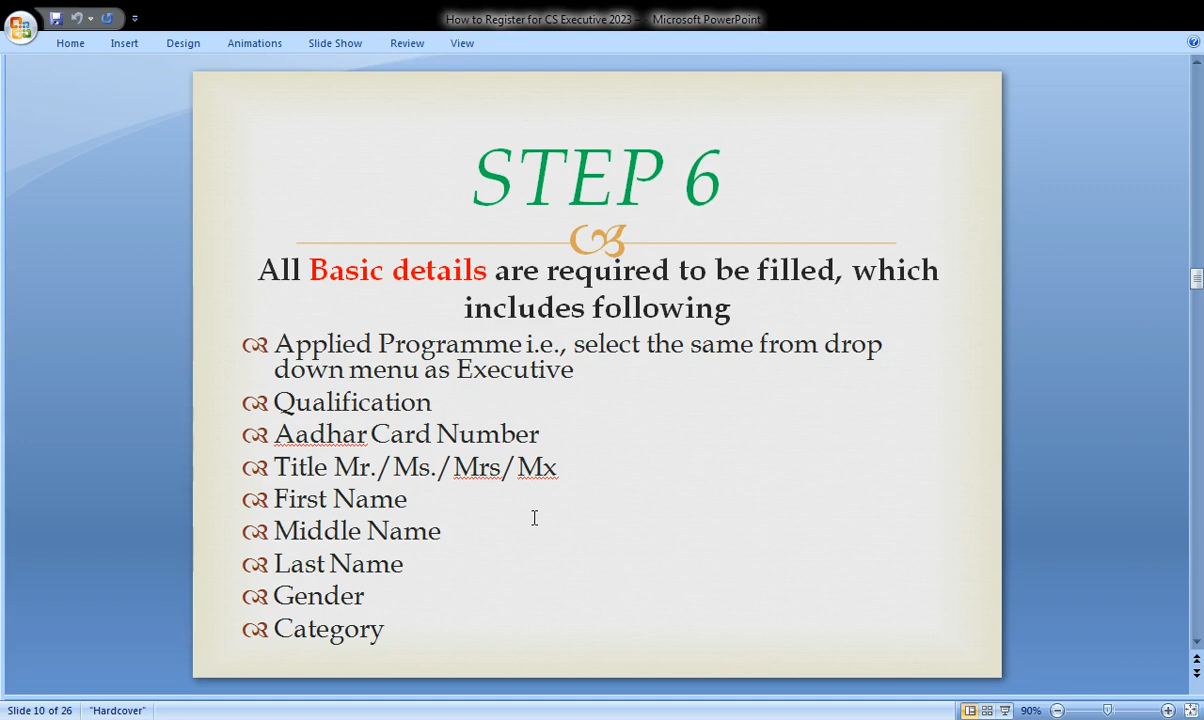 How to Register for CS Executive 2023 - Microsoft PowerPoint
Home Insert Design Animations Slide Show Review View
STEP 6
All Basic details are required to be filled, which
includes following
Applied Programme i.e., select the same from drop
down menu as Executive
Qualification
Aadhar Card Number
Title Mr./Ms./Mrs/Mx
First Name
Middle Name
Last Name
Gender
Category
Slide 10 of 26 "Hardcover" 90%